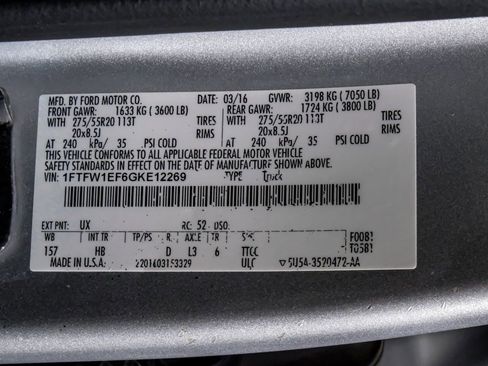 MFD. BY FORD MOTOR CO. DATE: 03/16 GVWR: 3198 KG ( 7050 LB)
FRONT GAWR: 1633 KG ( 3600 LB) REAR GAWR: 1724 KG ( 3800 LB)
WITH 275/55R20 113T TIRES WITH 275/55R20 113T TIRES
20x8.5J RIMS 20x8.5J RIMS
AT 240 kPa/ 35 PSI COLD AT 240 kPa/ 35 PSI COLD
THIS VEHICLE CONFORMS TO ALL APPLICABLE FEDERAL MOTOR VEHICLE
SAFETY STANDARDS IN EFFECT ON THE DATE OF MANUFACTURE SHOWN ABOVE.
VIN: 1FTFW1EF6GKE12269 TYPE: Truck
EXT PNT: UX RC: 52 DSO: F00B1
WB INT TR TP/PS R AXLE TR T05B1
157 HB D L3 6 TTCC
MADE IN U.S.A. ULC 5U5A-3520472-AA